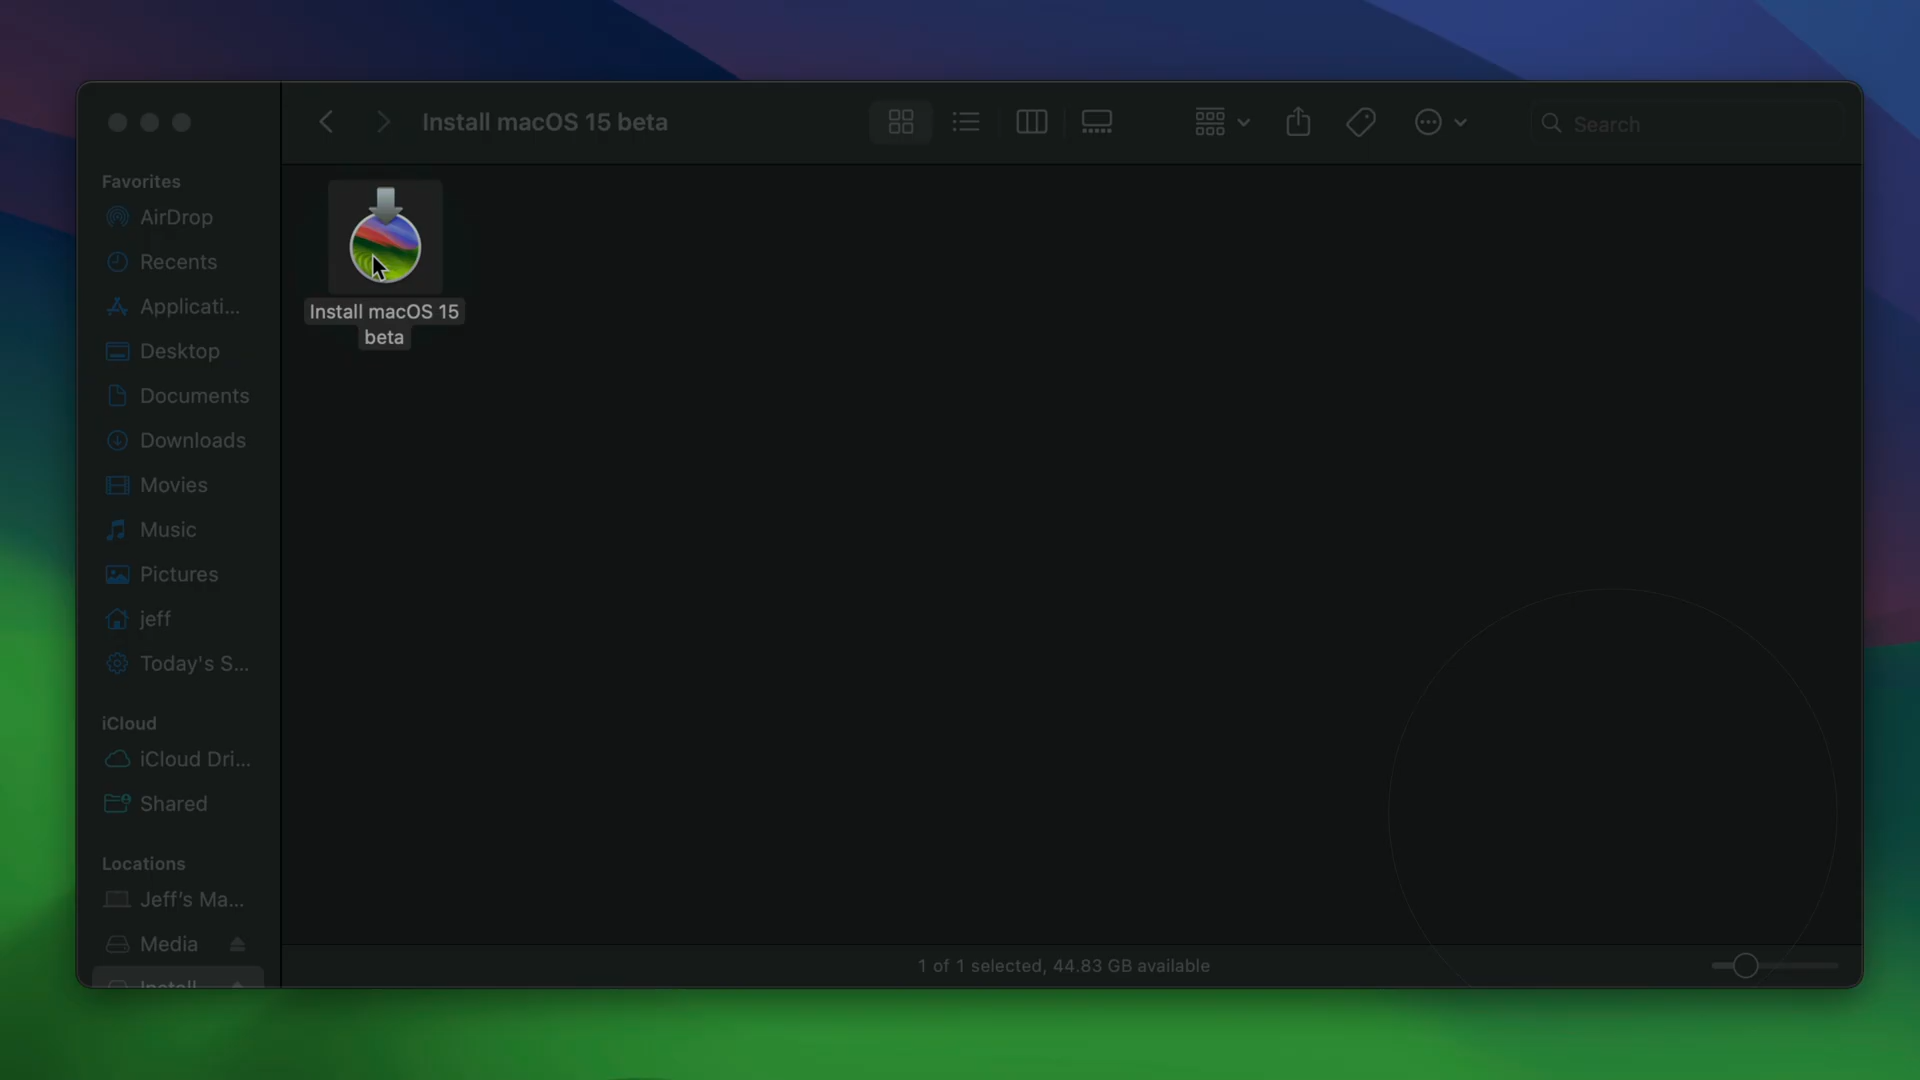 Install macOS 15 beta
Search
Favorites
AirDrop
Recents
Applicati...
Desktop
Documents
Downloads
Movies
Music
Pictures
jeff
Today's S...
iCloud
iCloud Dri...
Shared
Locations
Jeff's Ma...
Media
Install
Install macOS 15
beta
1 of 1 selected, 44.83 GB available